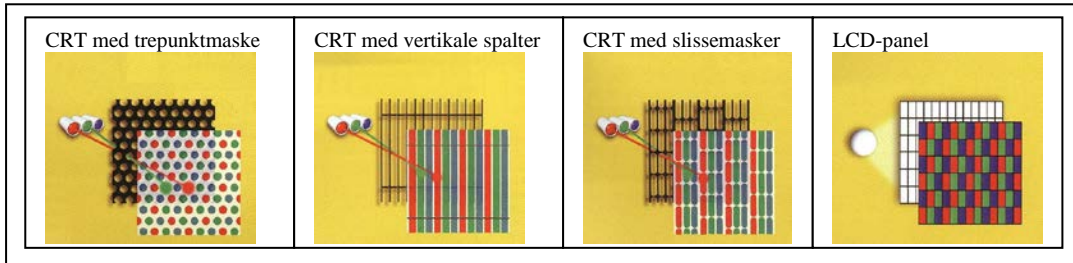 CRT med trepunktmaske
CRT med vertikale spalter
CRT med slissemasker
LCD-panel